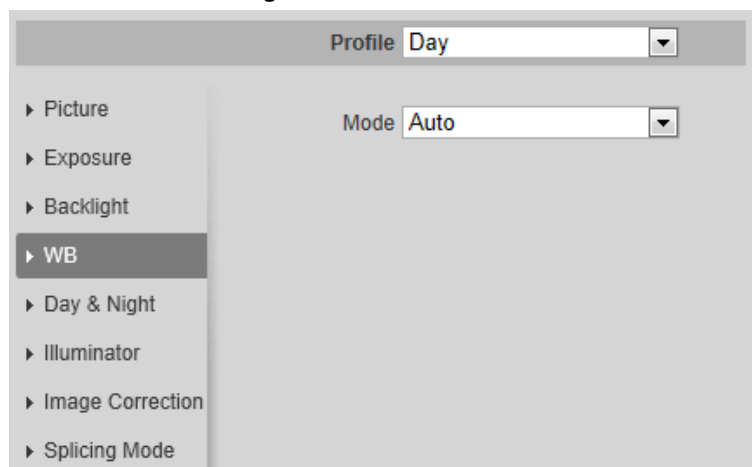 Profile Day
Picture
Mode Auto
Exposure
Backlight
WB
Day & Night
Illuminator
Image Correction
Splicing Mode